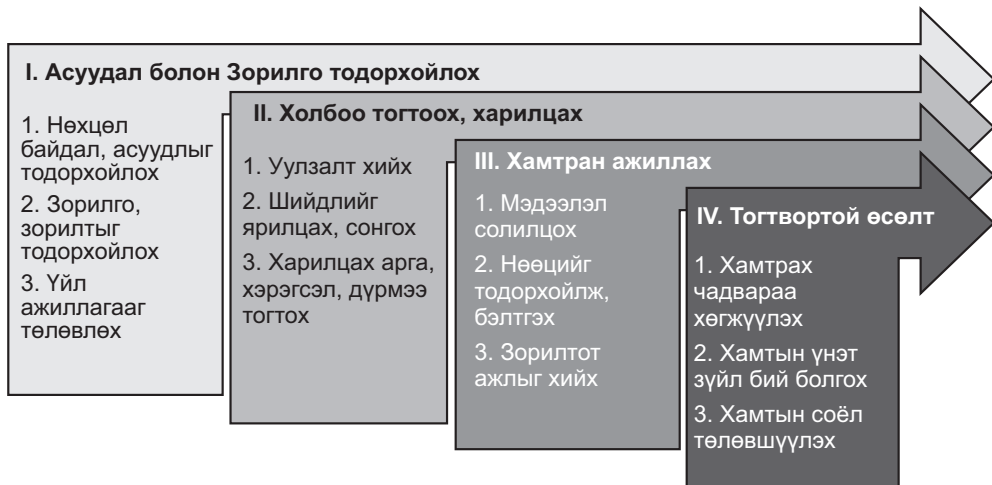 I. Асуудал болон Зорилго тодорхойлох
1. Нөхцөл
байдал, асуудлыг
тодорхойлох
2. Зорилго,
зорилтыг
тодорхойлох
3. Үйл
ажиллагааг
төлөвлөх
II. Холбоо тогтоох, харилцах
1. Уулзалт хийх
2. Шийдлийг
ярилцах, сонгох
3. Харилцах арга,
хэрэгсэл, дүрмээ
тогтох
III. Хамтран ажиллах
1. Мэдээлэл
солилцох
2. Нөөцийг
тодорхойлж,
бэлтгэх
3. Зорилтот
ажлыг хийх
IV. Тогтвортой өсөлт
1. Хамтрах
чадвараа
хөгжүүлэх
2. Хамтын үнэт
зүйл бий болгох
3. Хамтын соёл
төлөвшүүлэх